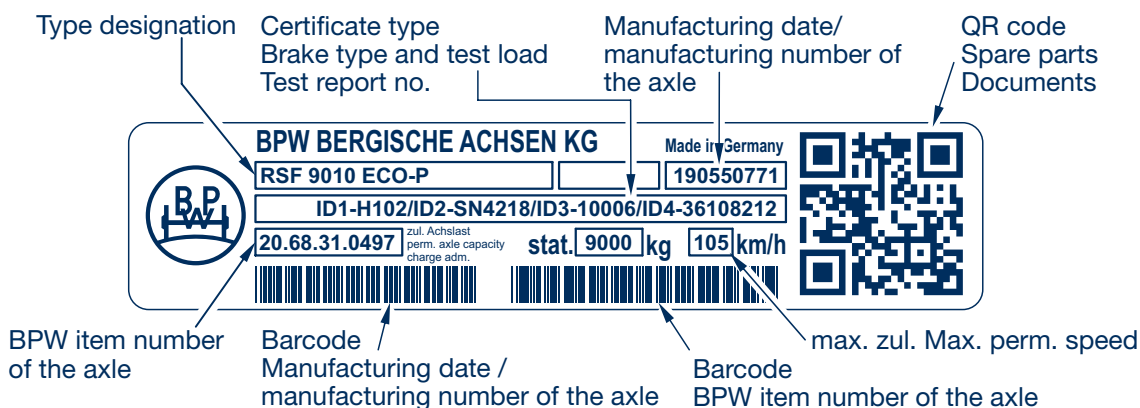 Type designation
Certificate type
Brake type and test load
Test report no.
Manufacturing date/
manufacturing number of
the axle
QR code
Spare parts
Documents
BPW BERGISCHE ACHSEN KG
Made in Germany
RSF 9010 ECO-P
190550771
BPW
ID1-H102/ID2-SN4218/ID3-10006/ID4-36108212
20.68.31.0497
zul. Achslast
perm. axle capacity
charge adm.
stat. 9000 kg
105 km/h
BPW item number
of the axle
Barcode
Manufacturing date /
manufacturing number of the axle
Barcode
BPW item number of the axle
max. zul. Max. perm. speed